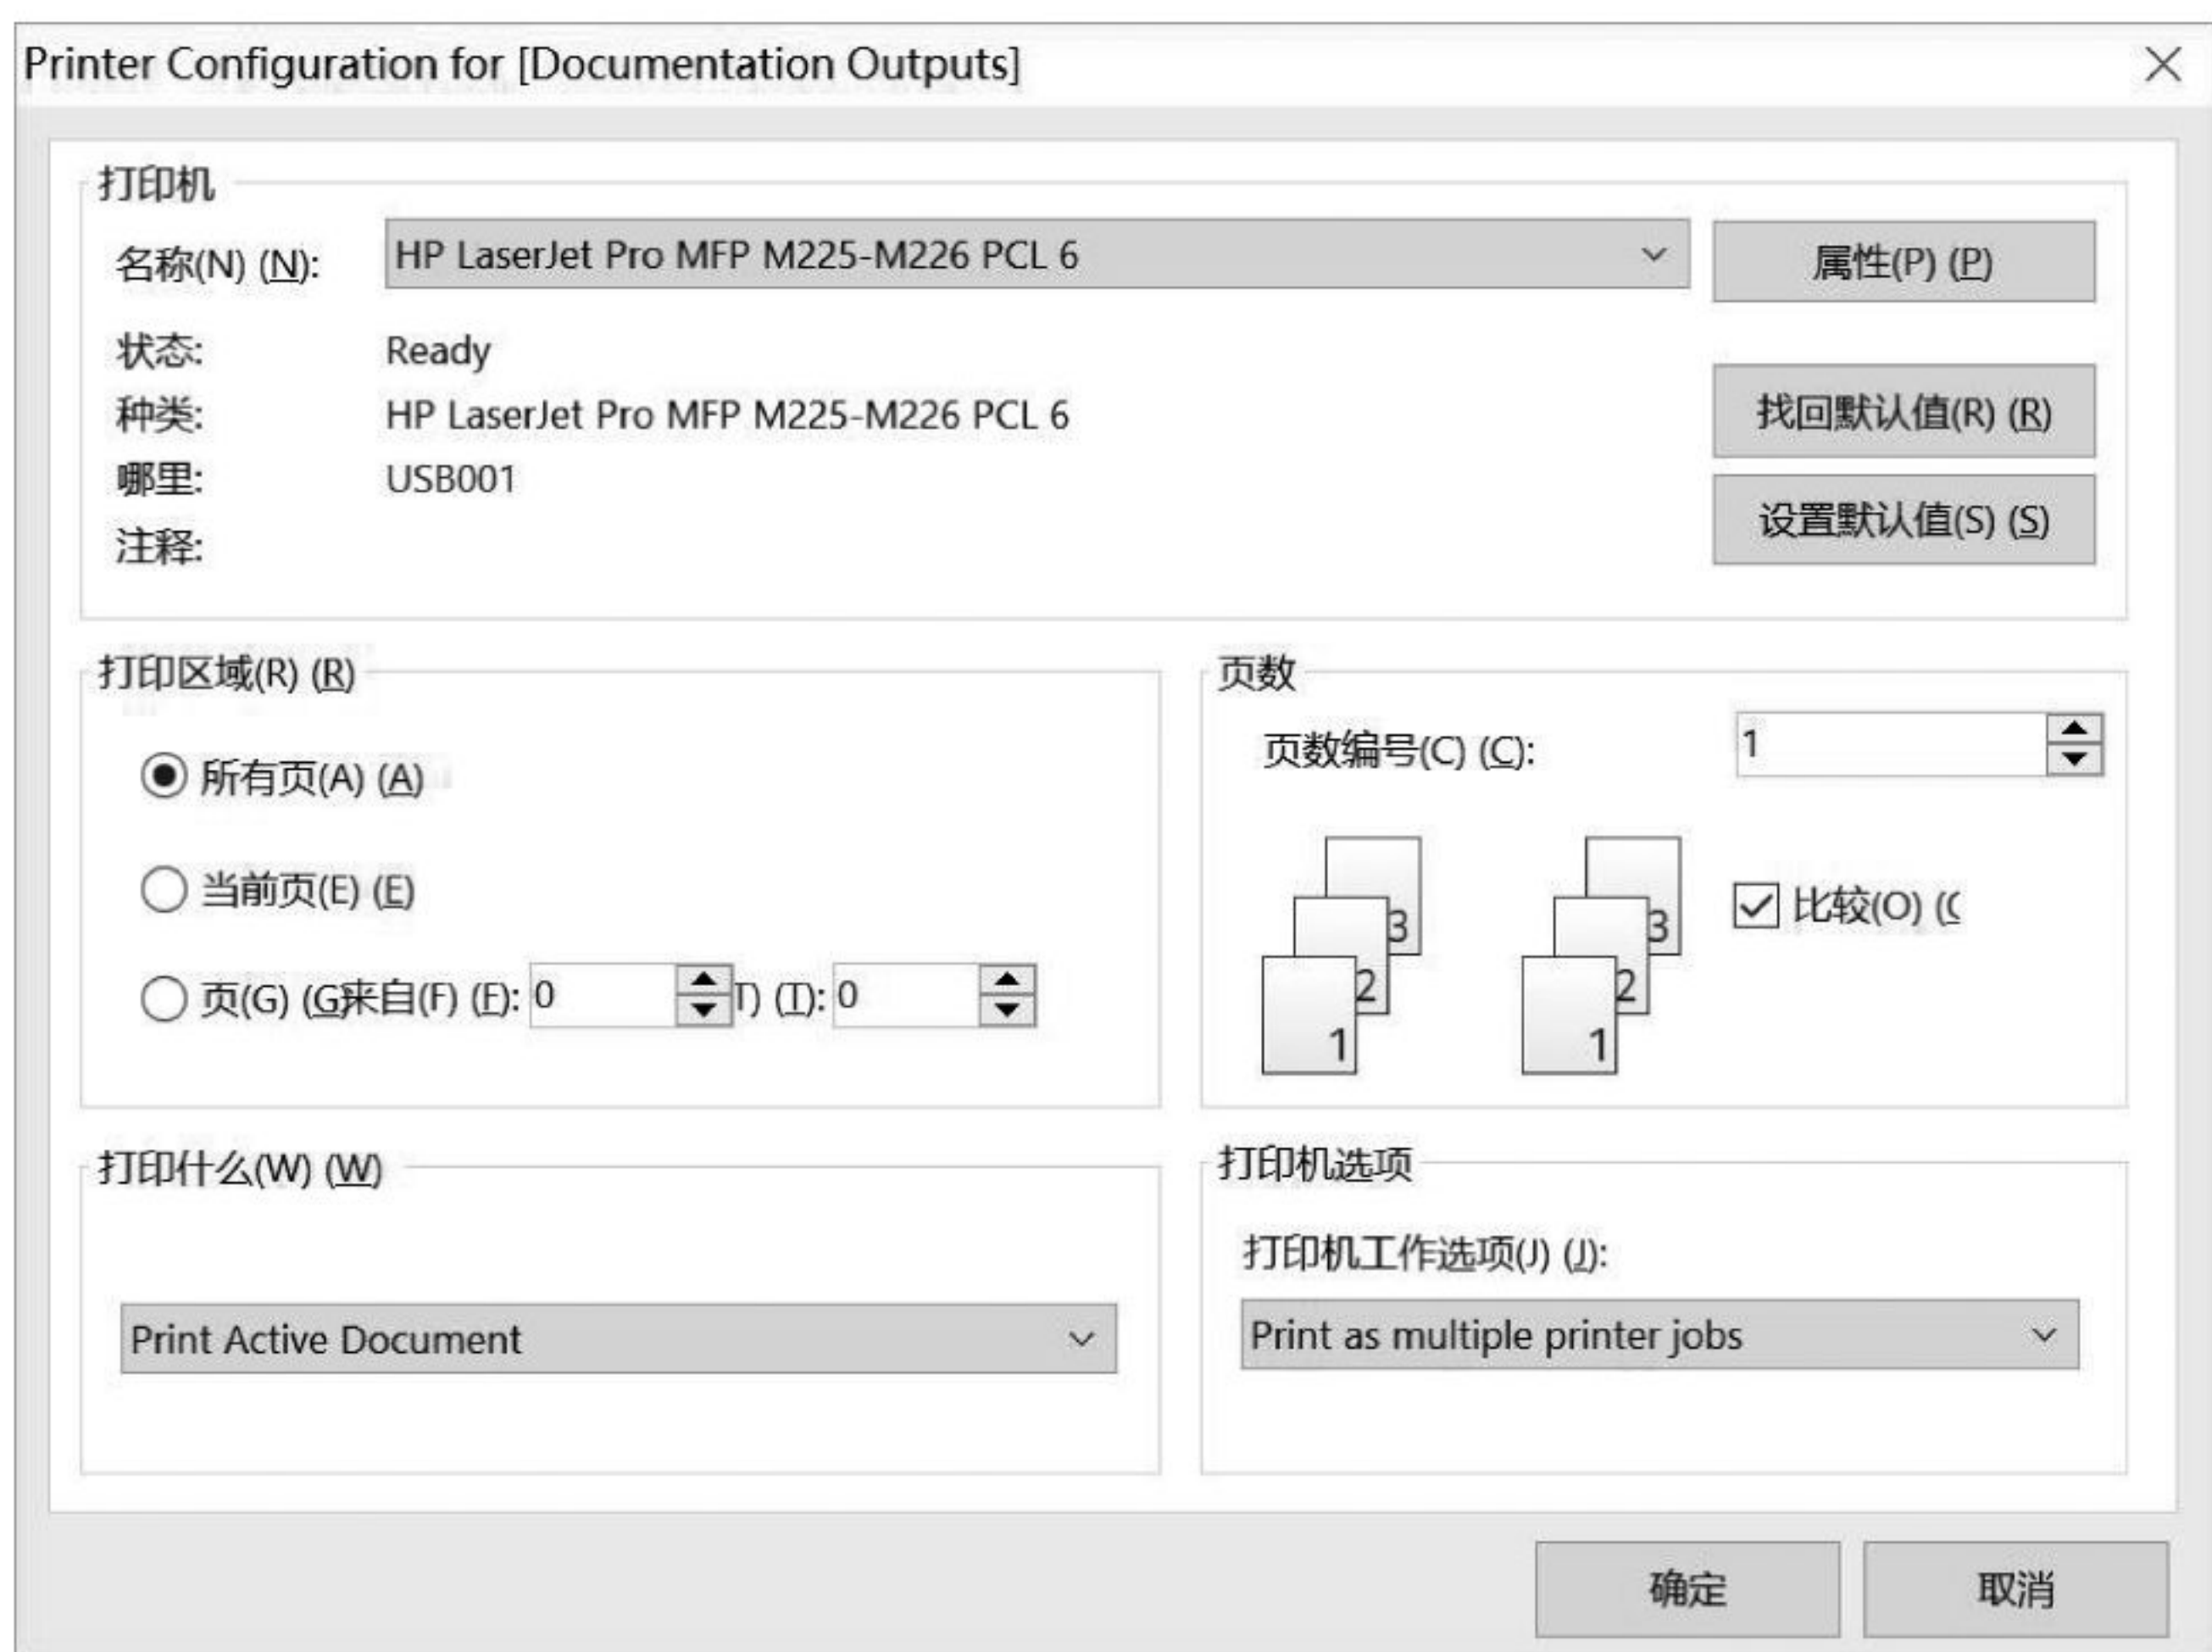 Printer Configuration for [Documentation Outputs]
打印机
名称(N) (N): HP LaserJet Pro MFP M225-M226 PCL 6 属性(P) (P)
状态: Ready
种类: HP LaserJet Pro MFP M225-M226 PCL 6 找回默认值(R) (R)
哪里: USB001
设置默认值(S) (S)
注释:
打印区域(R) (R)
所有页(A) (A)
当前页(E) (E)
页(G) (G来自(F) (F): 0 T) (T): 0
页数
页数编号(C) (C): 1
3 3
比较(O) (
2 2
1 1
打印什么(W) (W)
Print Active Document
打印机选项
打印机工作选项(J) (J):
Print as multiple printer jobs
确定 取消